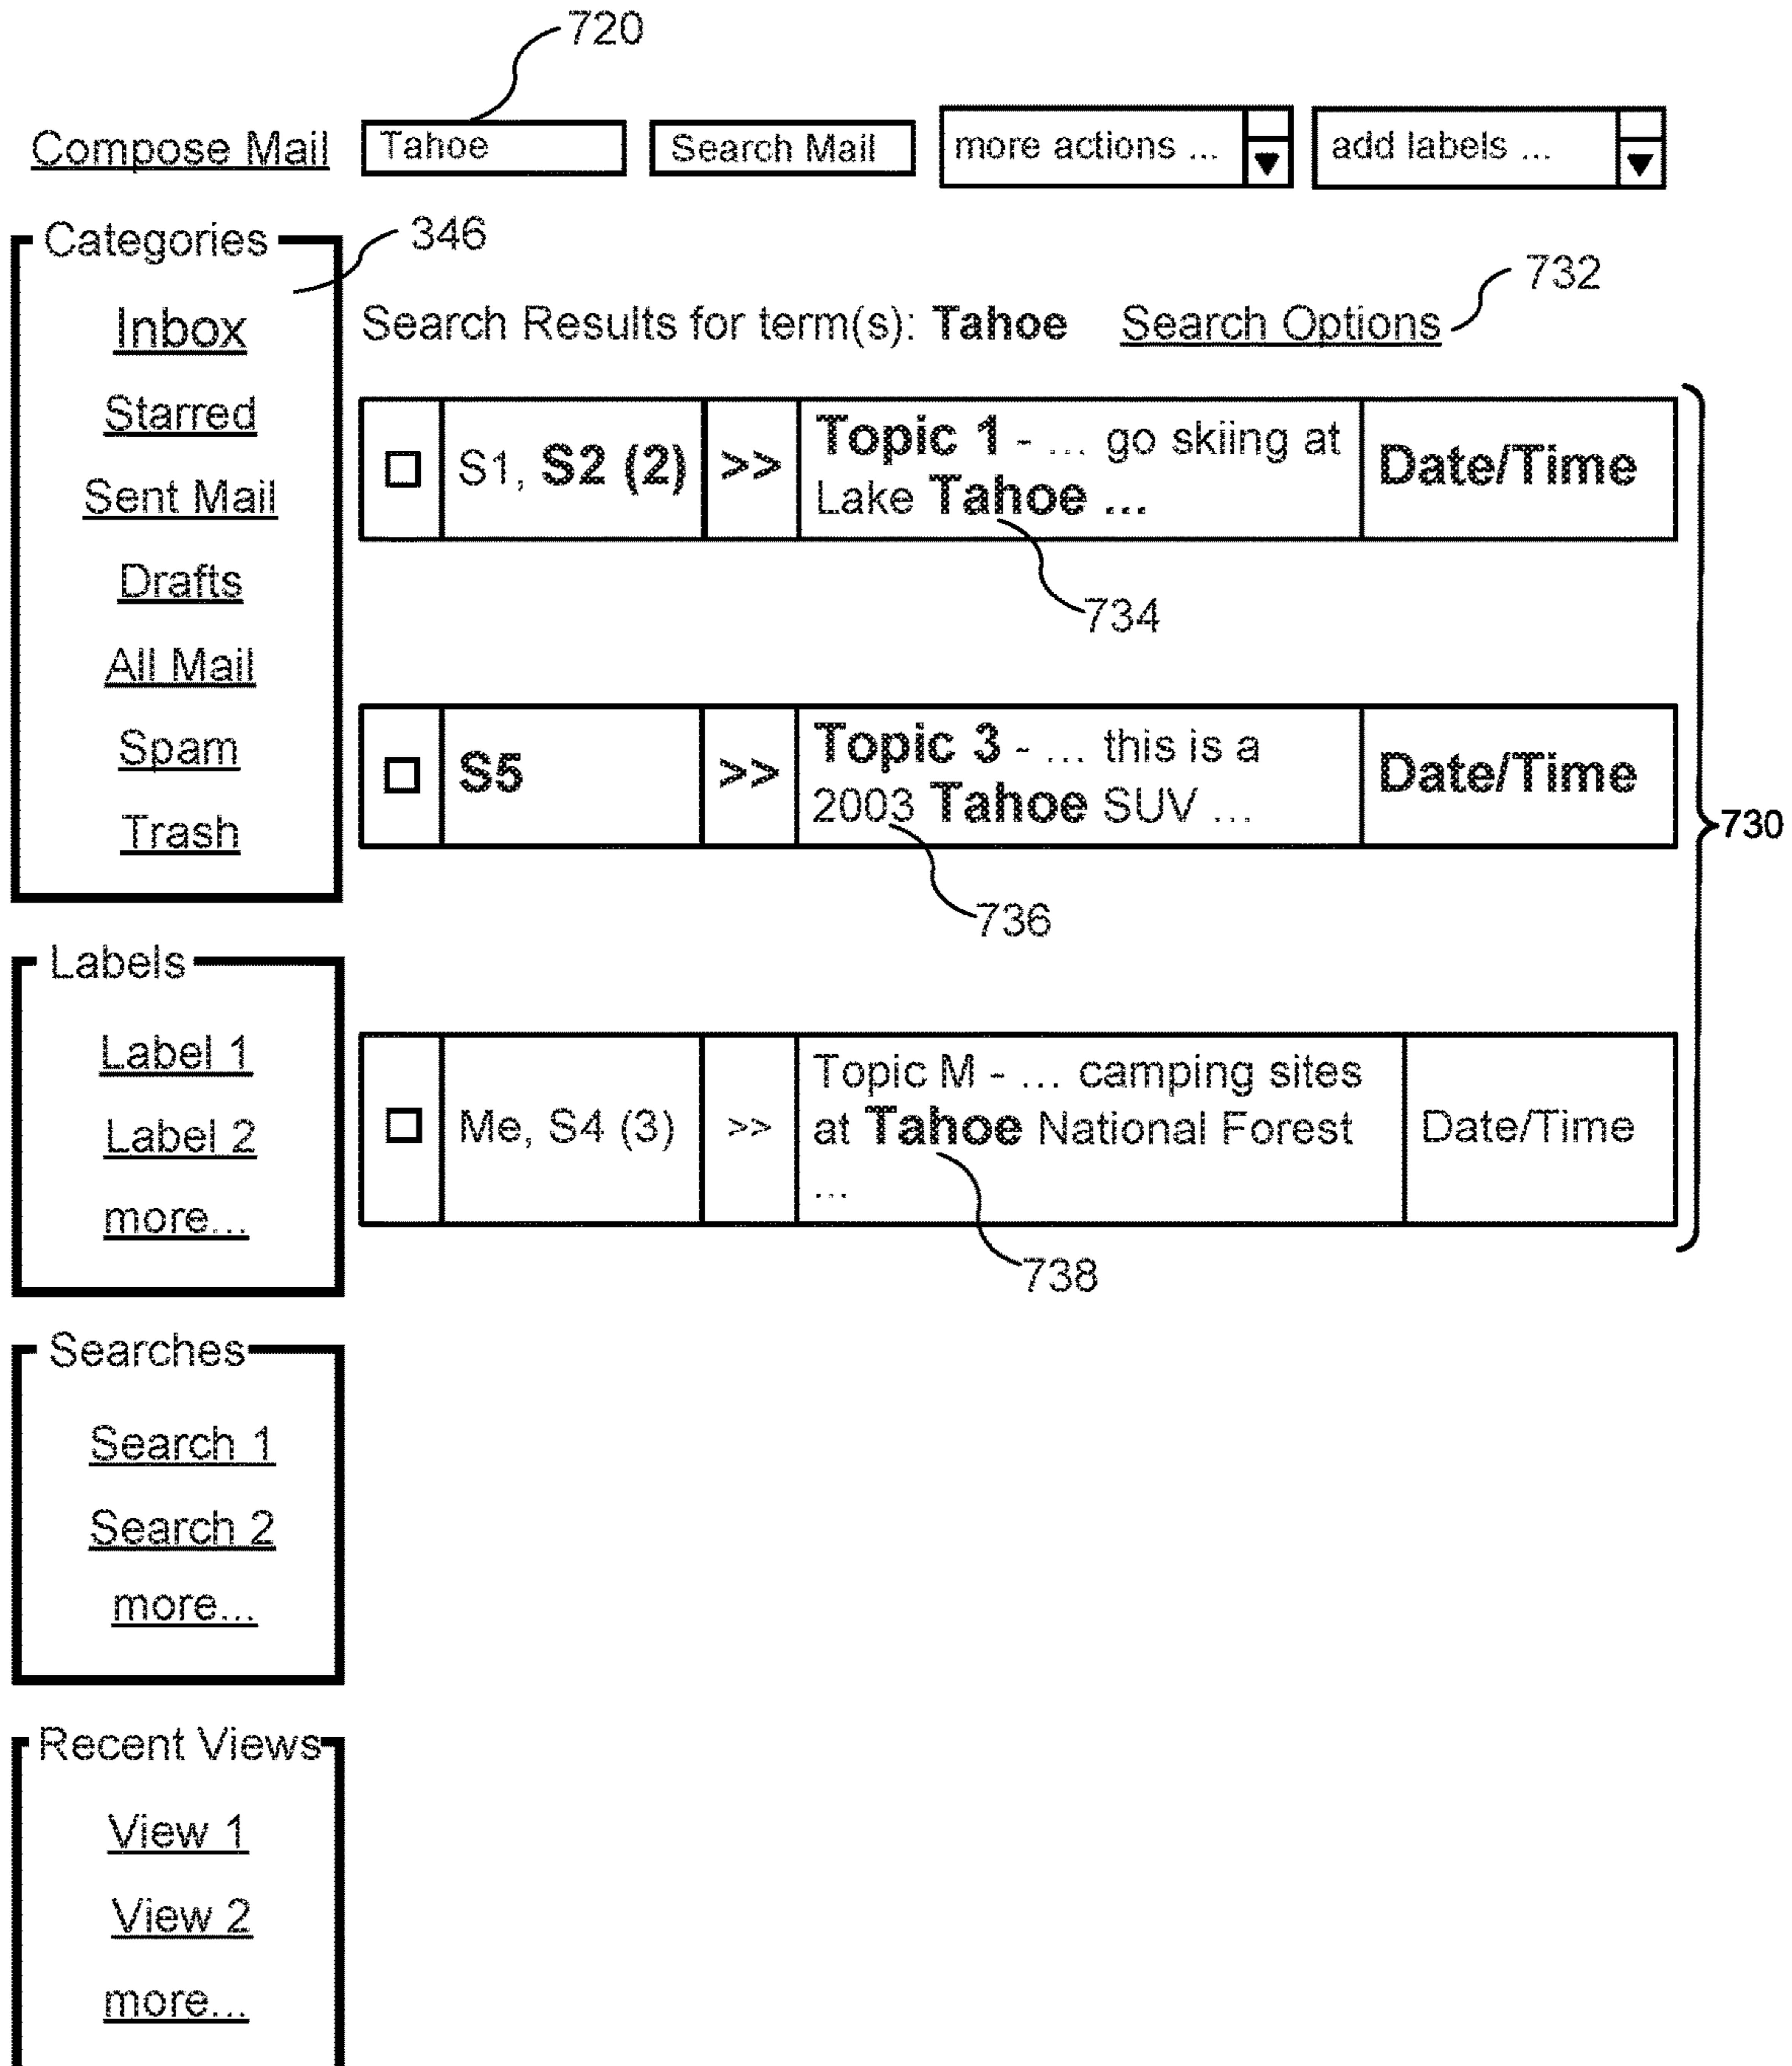 720
Compose Mail Tahoe Search Mail more actions ... add labels ...
Categories
346
Inbox
Starred
Sent Mail
Drafts
All Mail
Spam
Trash
Search Results for term(s): Tahoe Search Options
732
S1, S2 (2) >> Topic 1 - ... go skiing at
Lake Tahoe ...
Date/Time
734
S5 >> Topic 3 - ... this is a
2003 Tahoe SUV ...
Date/Time
736
730
Labels
Label 1
Label 2
more...
Me, S4 (3) >> Topic M - ... camping sites
at Tahoe National Forest
...
Date/Time
738
Searches
Search 1
Search 2
more...
Recent Views
View 1
View 2
more...